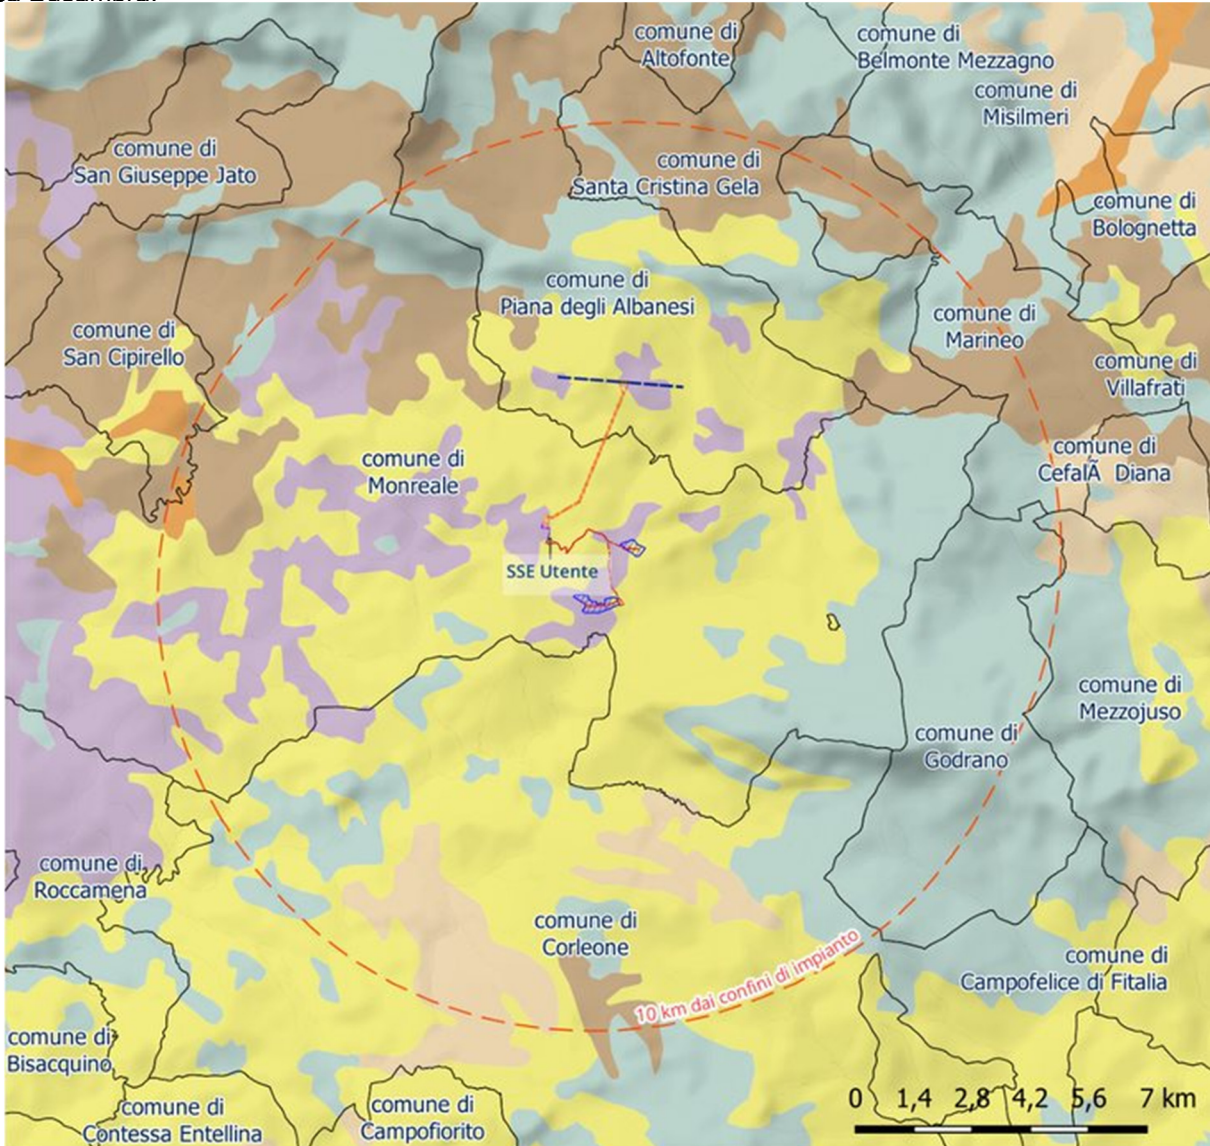 comune di
Altofonte
comune di
Belmonte Mezzagno
comune di
Misilmeri
comune di
San Giuseppe Jato
comune di
Santa Cristina Gela
comune di
Bolognetta
comune di
Piana degli Albanesi
comune di
San Cipirello
comune di
Marineo
comune di
Villafrati
comune di
Monreale
comune di
CefalÃ Diana
SSE Utente
comune di
Mezzojuso
comune di
Godrano
comune di
Roccamena
comune di
Corleone
10 km dai confini di impianto
comune di
Campofelice di Fitalia
comune di
Bisacquino
comune di
Contessa Entellina
comune di
Campofiorito
0 1,4 2,8 4,2 5,6 7 km